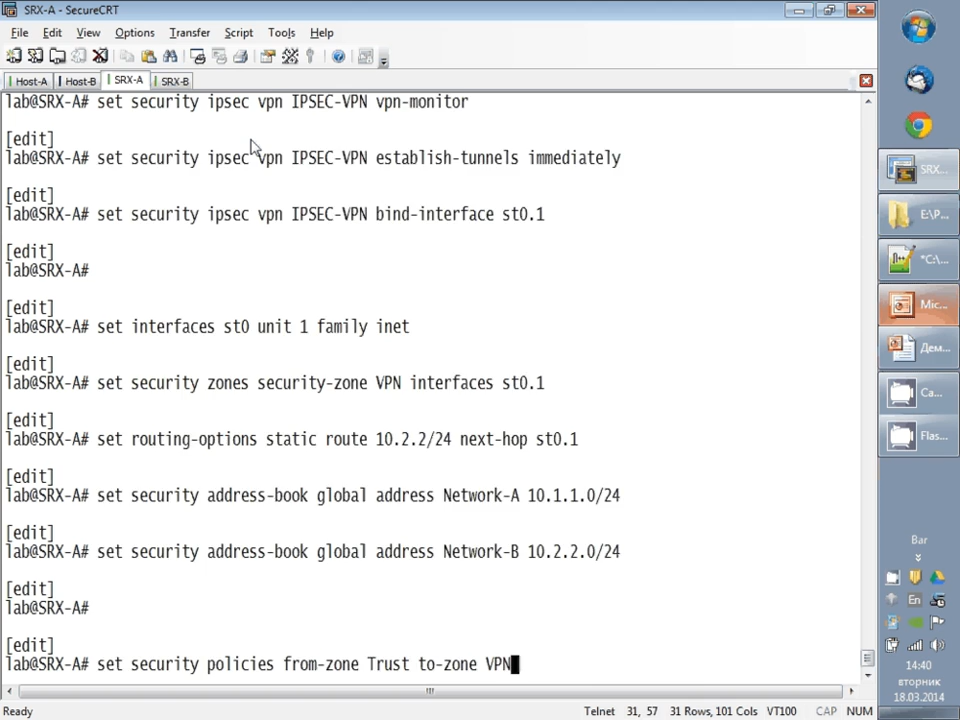 SRX-A - SecureCRT
File Edit View Options Transfer Script Tools Help
Host-A Host-B SRX-A SRX-B
lab@SRX-A# set security ipsec vpn IPSEC-VPN vpn-monitor
[edit]
lab@SRX-A# set security ipsec vpn IPSEC-VPN establish-tunnels immediately
[edit]
lab@SRX-A# set security ipsec vpn IPSEC-VPN bind-interface st0.1
[edit]
lab@SRX-A#
[edit]
lab@SRX-A# set interfaces st0 unit 1 family inet
[edit]
lab@SRX-A# set security zones security-zone VPN interfaces st0.1
[edit]
lab@SRX-A# set routing-options static route 10.2.2/24 next-hop st0.1
[edit]
lab@SRX-A# set security address-book global address Network-A 10.1.1.0/24
[edit]
lab@SRX-A# set security address-book global address Network-B 10.2.2.0/24
[edit]
lab@SRX-A#
[edit]
lab@SRX-A# set security policies from-zone Trust to-zone VPN
Ready Telnet 31, 57 31 Rows, 101 Cols VT100 CAP NUM
SRX...
E:\P...
*C:\...
Mic...
Дем...
Ca...
Flas...
Bar
En
14:40
вторник
18.03.2014